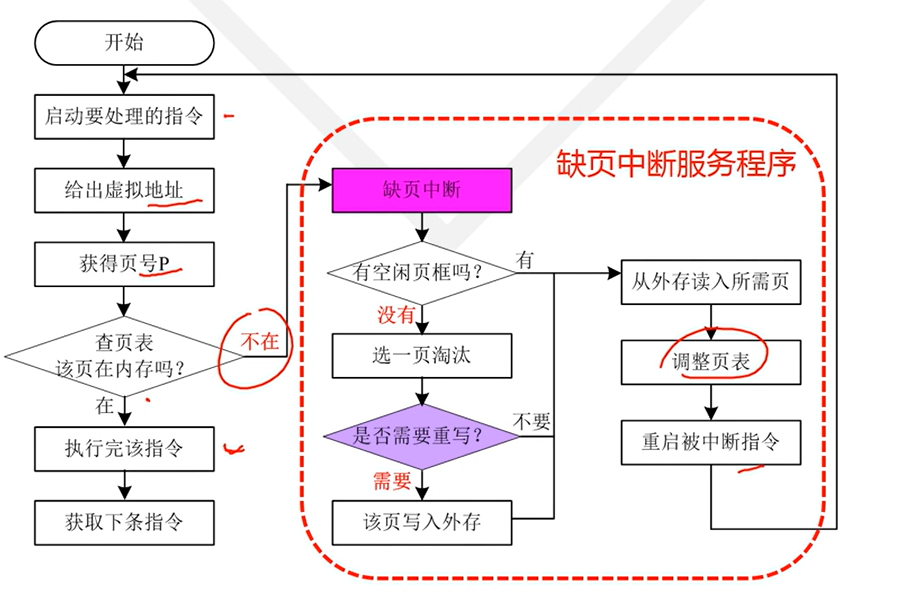 开始
启动要处理的指令
给出虚拟地址
获得页号P
查页表
该页在内存吗？
不在
在
执行完该指令
获取下条指令
缺页中断服务程序
缺页中断
有空闲页框吗？
有
没有
选一页淘汰
是否需要重写？
不要
需要
该页写入外存
从外存读入所需页
调整页表
重启被中断指令